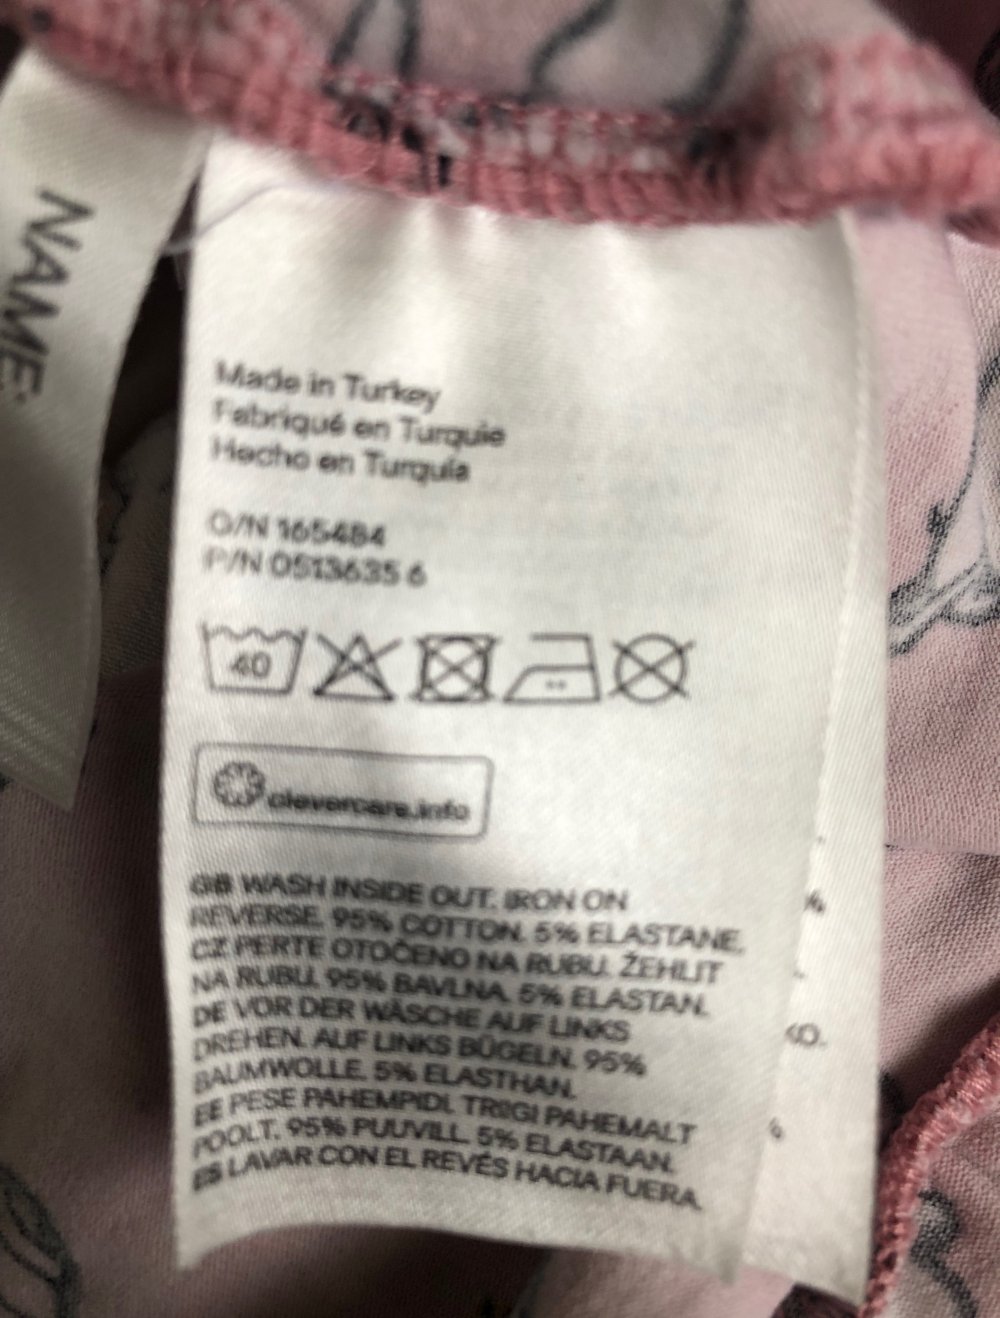 NAME:
Made in Turkey
Fabriqué en Turquie
Hecho en Turquía
O/N 165484
P/N 0513635 6
40
clevercare.info
GB WASH INSIDE OUT. IRON ON
REVERSE. 95% COTTON. 5% ELASTANE.
CZ PERTE OTOČENO NA RUBU. ŽEHLIT
NA RUBU. 95% BAVLNA. 5% ELASTAN.
DE VOR DER WÄSCHE AUF LINKS
DREHEN. AUF LINKS BÜGELN. 95%
BAUMWOLLE. 5% ELASTHAN.
EE PESE PAHEMPIDI. TRIIGI PAHEMALT
POOLT. 95% PUUVILL. 5% ELASTAAN.
ES LAVAR CON EL REVÉS HACIA FUERA.